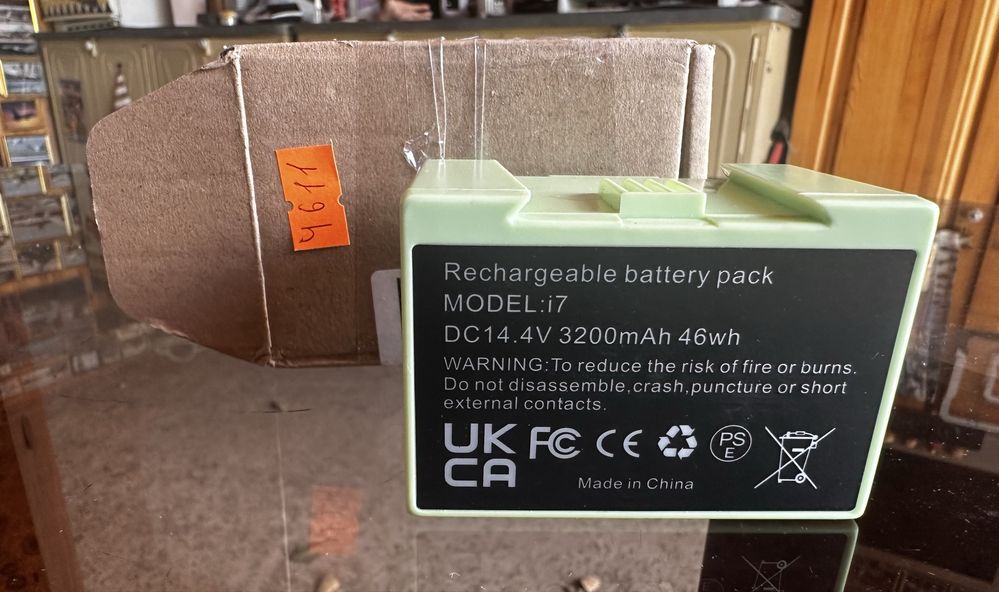 4611
Rechargeable battery pack
MODEL:i7
DC14.4V 3200mAh 46wh
WARNING:To reduce the risk of fire or burns.
Do not disassemble,crash,puncture or short
external contacts.
UK
CA
FC CE PS
E
Made in China